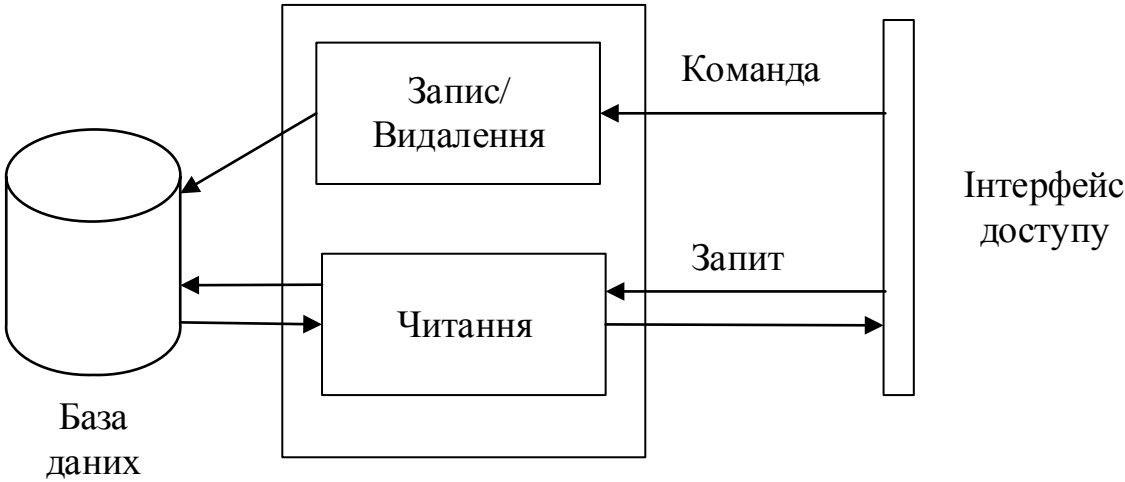 Запис/
Видалення
Команда
Інтерфейс
доступу
Запит
Читання
База
даних